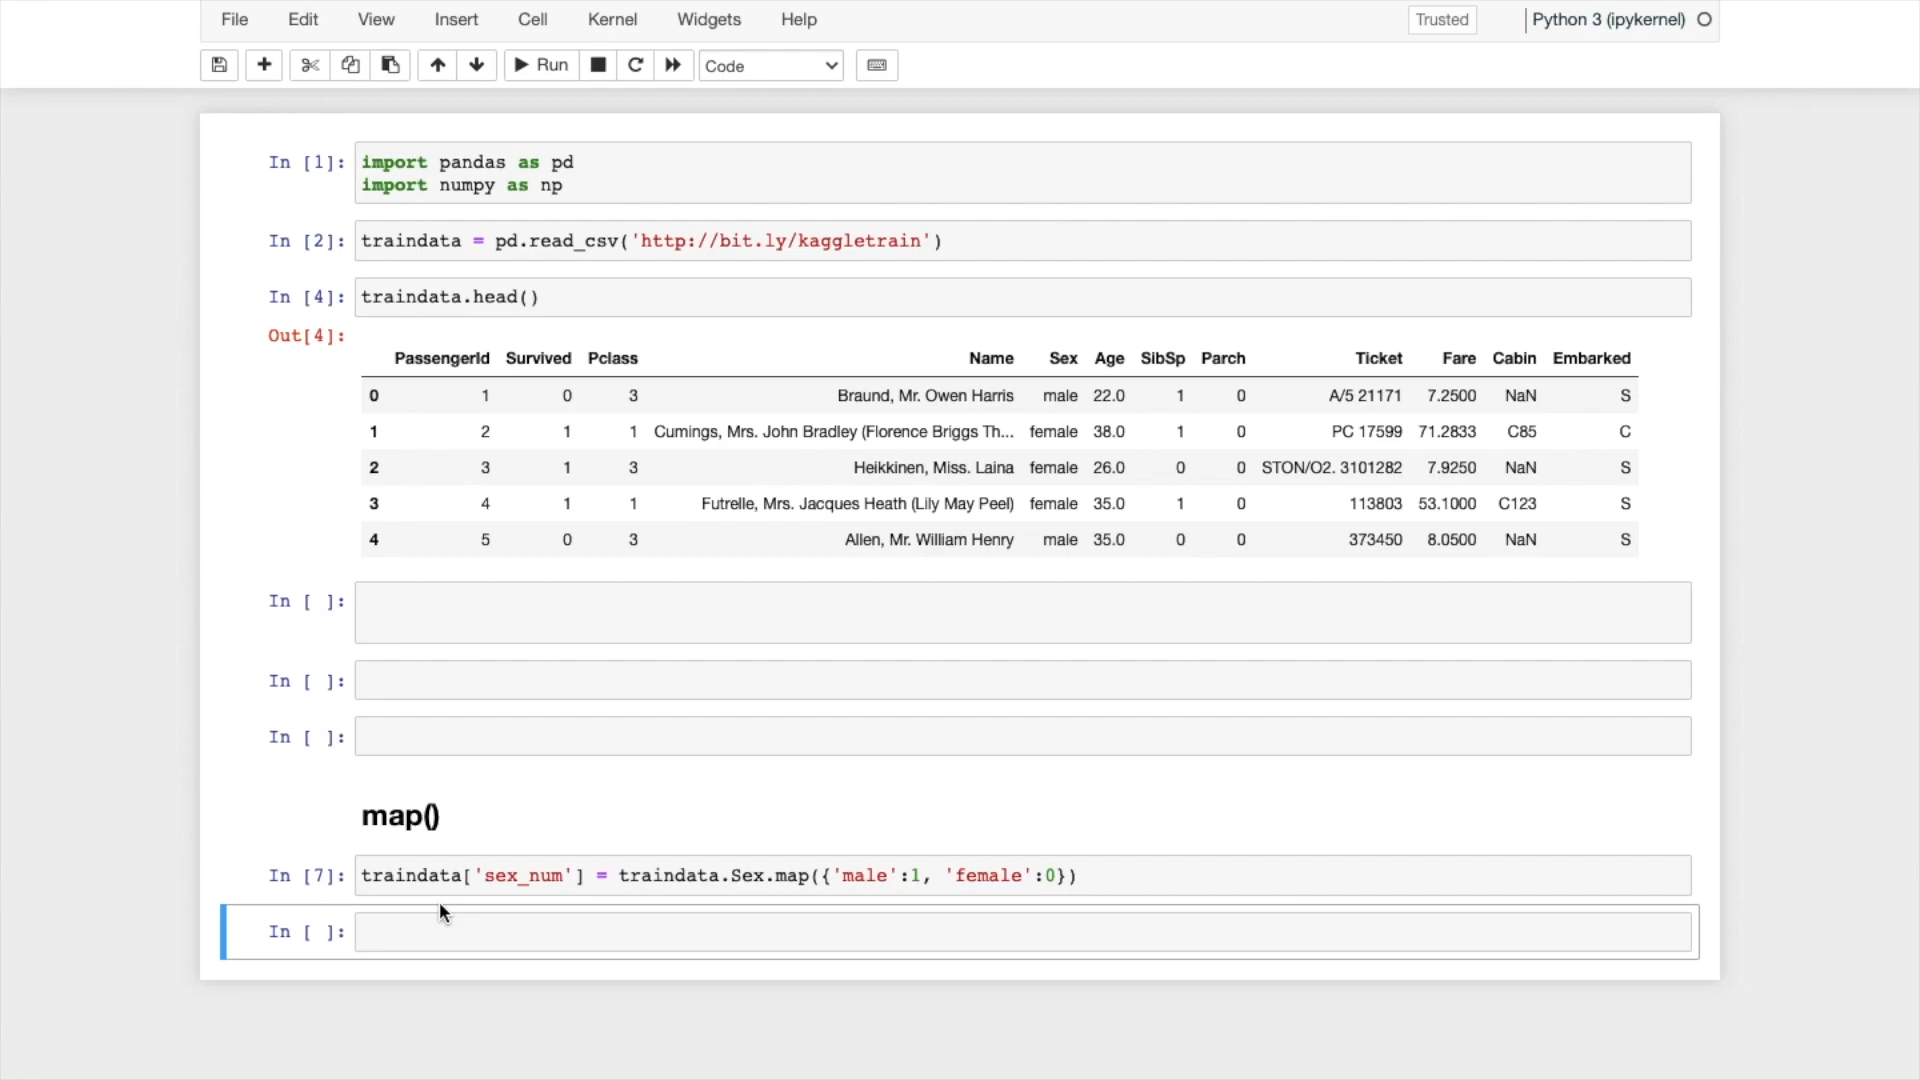 File Edit View Insert Cell Kernel Widgets Help Trusted Python 3 (ipykernel)
Run Code
In [1]: import pandas as pd
import numpy as np
In [2]: traindata = pd.read_csv('http://bit.ly/kaggletrain')
In [4]: traindata.head()
Out[4]:
PassengerId Survived Pclass Name Sex Age SibSp Parch Ticket Fare Cabin Embarked
0 1 0 3 Braund, Mr. Owen Harris male 22.0 1 0 A/5 21171 7.2500 NaN S
1 2 1 1 Cumings, Mrs. John Bradley (Florence Briggs Th... female 38.0 1 0 PC 17599 71.2833 C85 C
2 3 1 3 Heikkinen, Miss. Laina female 26.0 0 0 STON/O2. 3101282 7.9250 NaN S
3 4 1 1 Futrelle, Mrs. Jacques Heath (Lily May Peel) female 35.0 1 0 113803 53.1000 C123 S
4 5 0 3 Allen, Mr. William Henry male 35.0 0 0 373450 8.0500 NaN S
In [ ]:
In [ ]:
In [ ]:
map()
In [7]: traindata['sex_num'] = traindata.Sex.map({'male':1, 'female':0})
In [ ]: